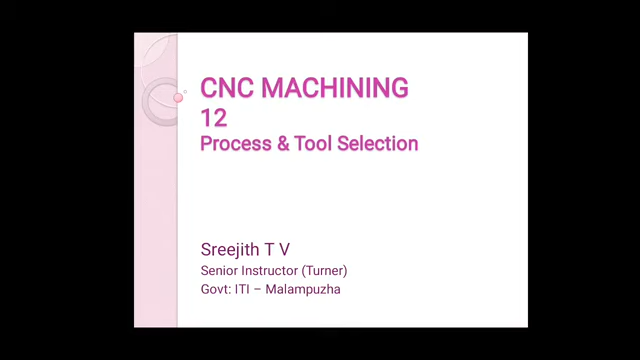 CNC MACHINING
12
Process & Tool Selection
Sreejith T V
Senior Instructor (Turner)
Govt: ITI – Malampuzha